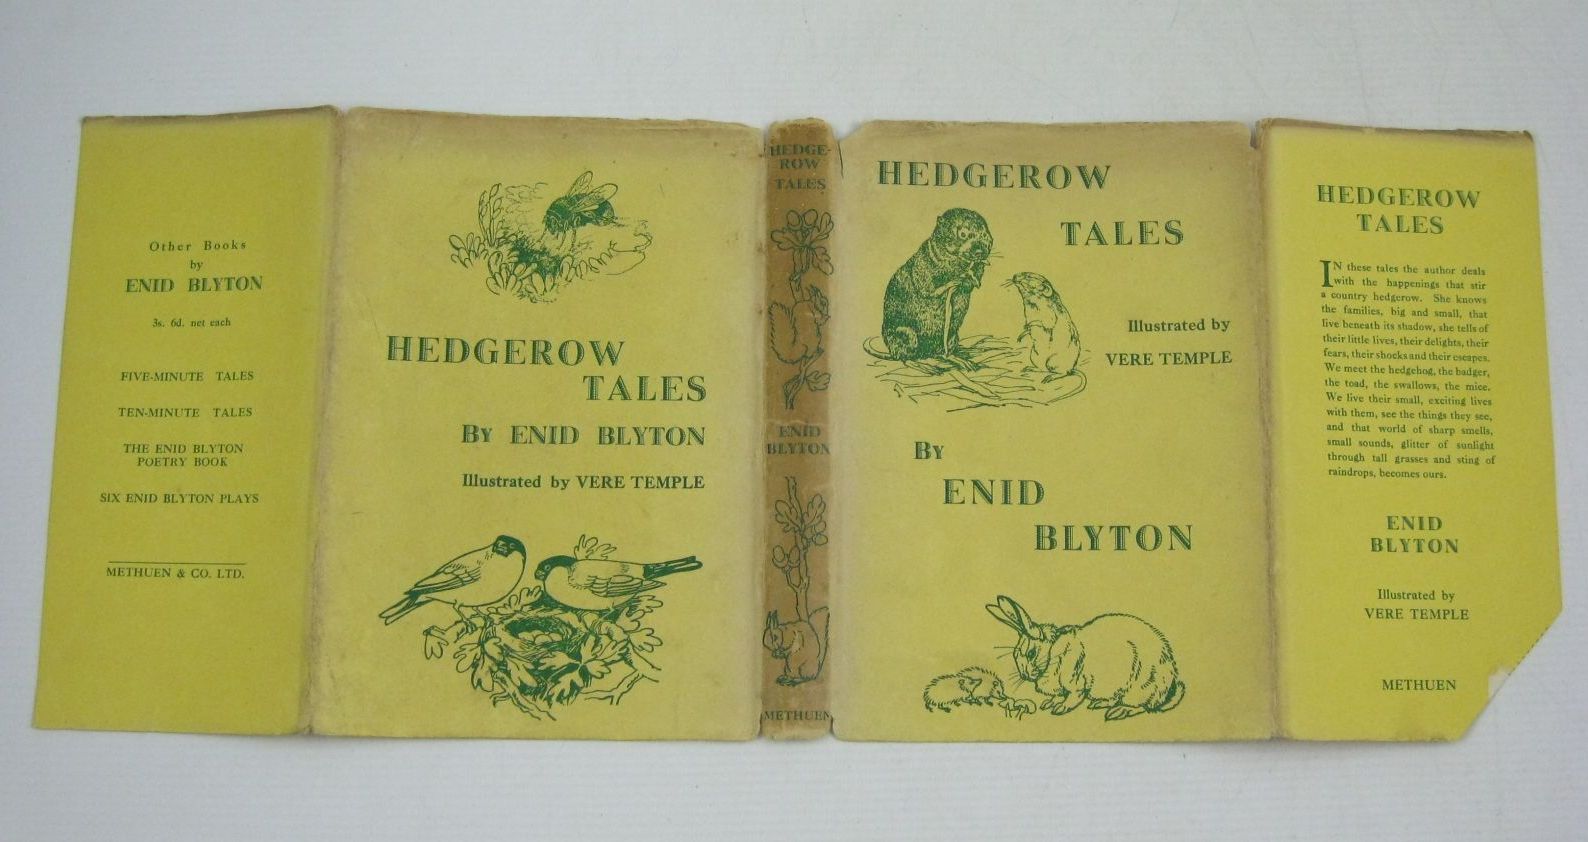 Other Books
by
ENID BLYTON
3s. 6d. net each
FIVE-MINUTE TALES
TEN-MINUTE TALES
THE ENID BLYTON
POETRY BOOK
SIX ENID BLYTON PLAYS
METHUEN & CO. LTD.
HEDGEROW
TALES
BY ENID BLYTON
Illustrated by VERE TEMPLE
HEDGE-
ROW
TALES
ENID
BLYTON
METHUEN
HEDGEROW
TALES
Illustrated by
VERE TEMPLE
By
ENID
BLYTON
HEDGEROW
TALES
IN these tales the author deals
with the happenings that stir
a country hedgerow. She knows
the families, big and small, that
live beneath its shadow, she tells of
their little lives, their delights, their
fears, their shocks and their escapes.
We meet the hedgehog, the badger,
the toad, the swallows, the mice.
We live their small, exciting lives
with them, see the things they see,
and that world of sharp smells,
small sounds, glitter of sunlight
through tall grasses and sting of
raindrops, becomes ours.
ENID
BLYTON
Illustrated by
VERE TEMPLE
METHUEN